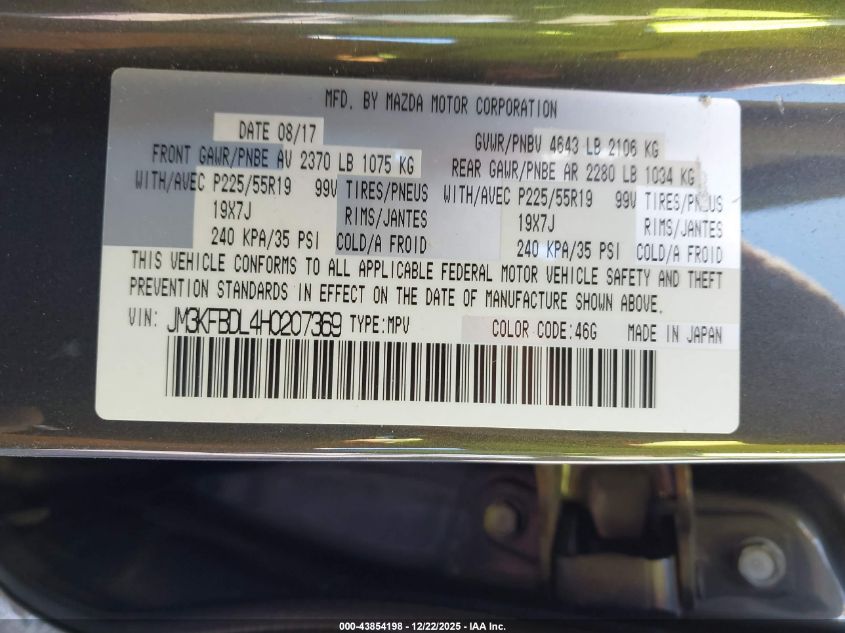 MFD. BY MAZDA MOTOR CORPORATION
DATE 08/17 GVWR/PNBV 4643 LB 2106 KG
FRONT GAWR/PNBE AV 2370 LB 1075 KG REAR GAWR/PNBE AR 2280 LB 1034 KG
WITH/AVEC P225/55R19 99V TIRES/PNEUS WITH/AVEC P225/55R19 99V TIRES/PNEUS
19X7J RIMS/JANTES 19X7J RIMS/JANTES
240 KPA/35 PSI COLD/A FROID 240 KPA/35 PSI COLD/A FROID
THIS VEHICLE CONFORMS TO ALL APPLICABLE FEDERAL MOTOR VEHICLE SAFETY AND THEFT
PREVENTION STANDARDS IN EFFECT ON THE DATE OF MANUFACTURE SHOWN ABOVE.
VIN: JM3KFBDL4H0207369 TYPE:MPV COLOR CODE:46G MADE IN JAPAN
000-43854198 - 12/22/2025 - IAA Inc.